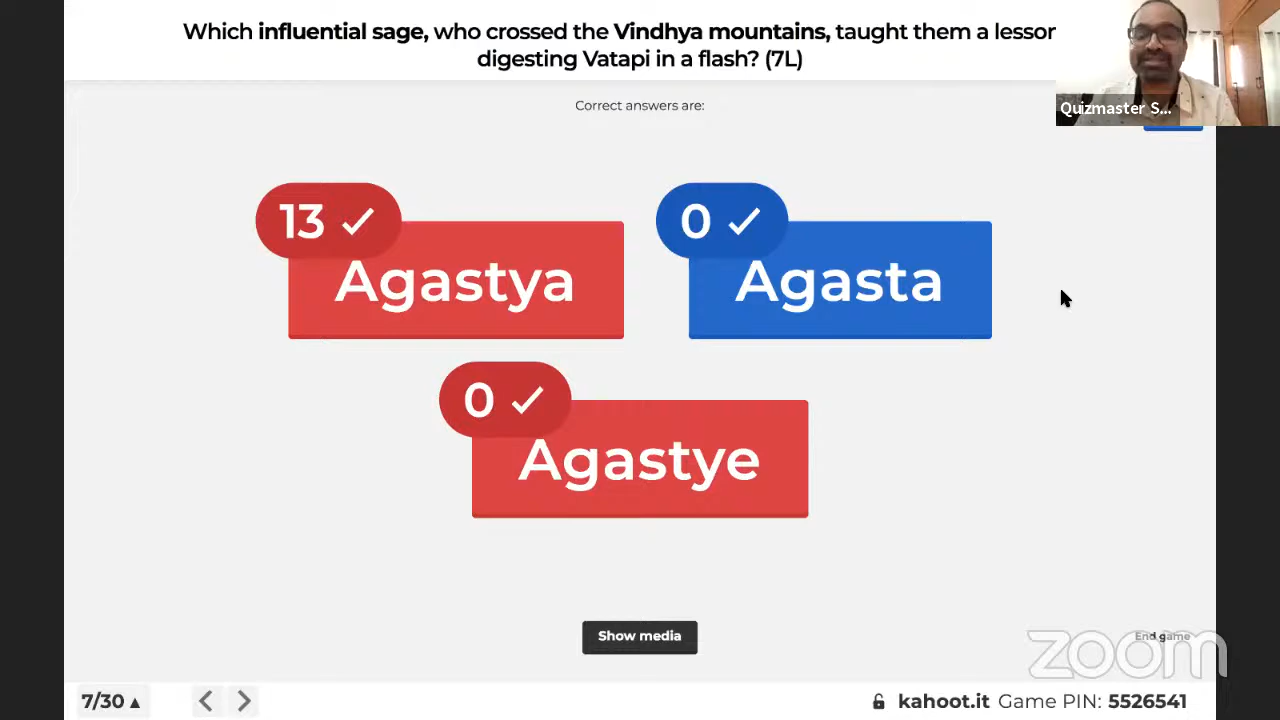 Which influential sage, who crossed the Vindhya mountains, taught them a lesson
digesting Vatapi in a flash? (7L)
Correct answers are:
Quizmaster S...
13
Agastya
0
Agasta
0
Agastye
Show media
End game
zoom
7/30
kahoot.it Game PIN: 5526541